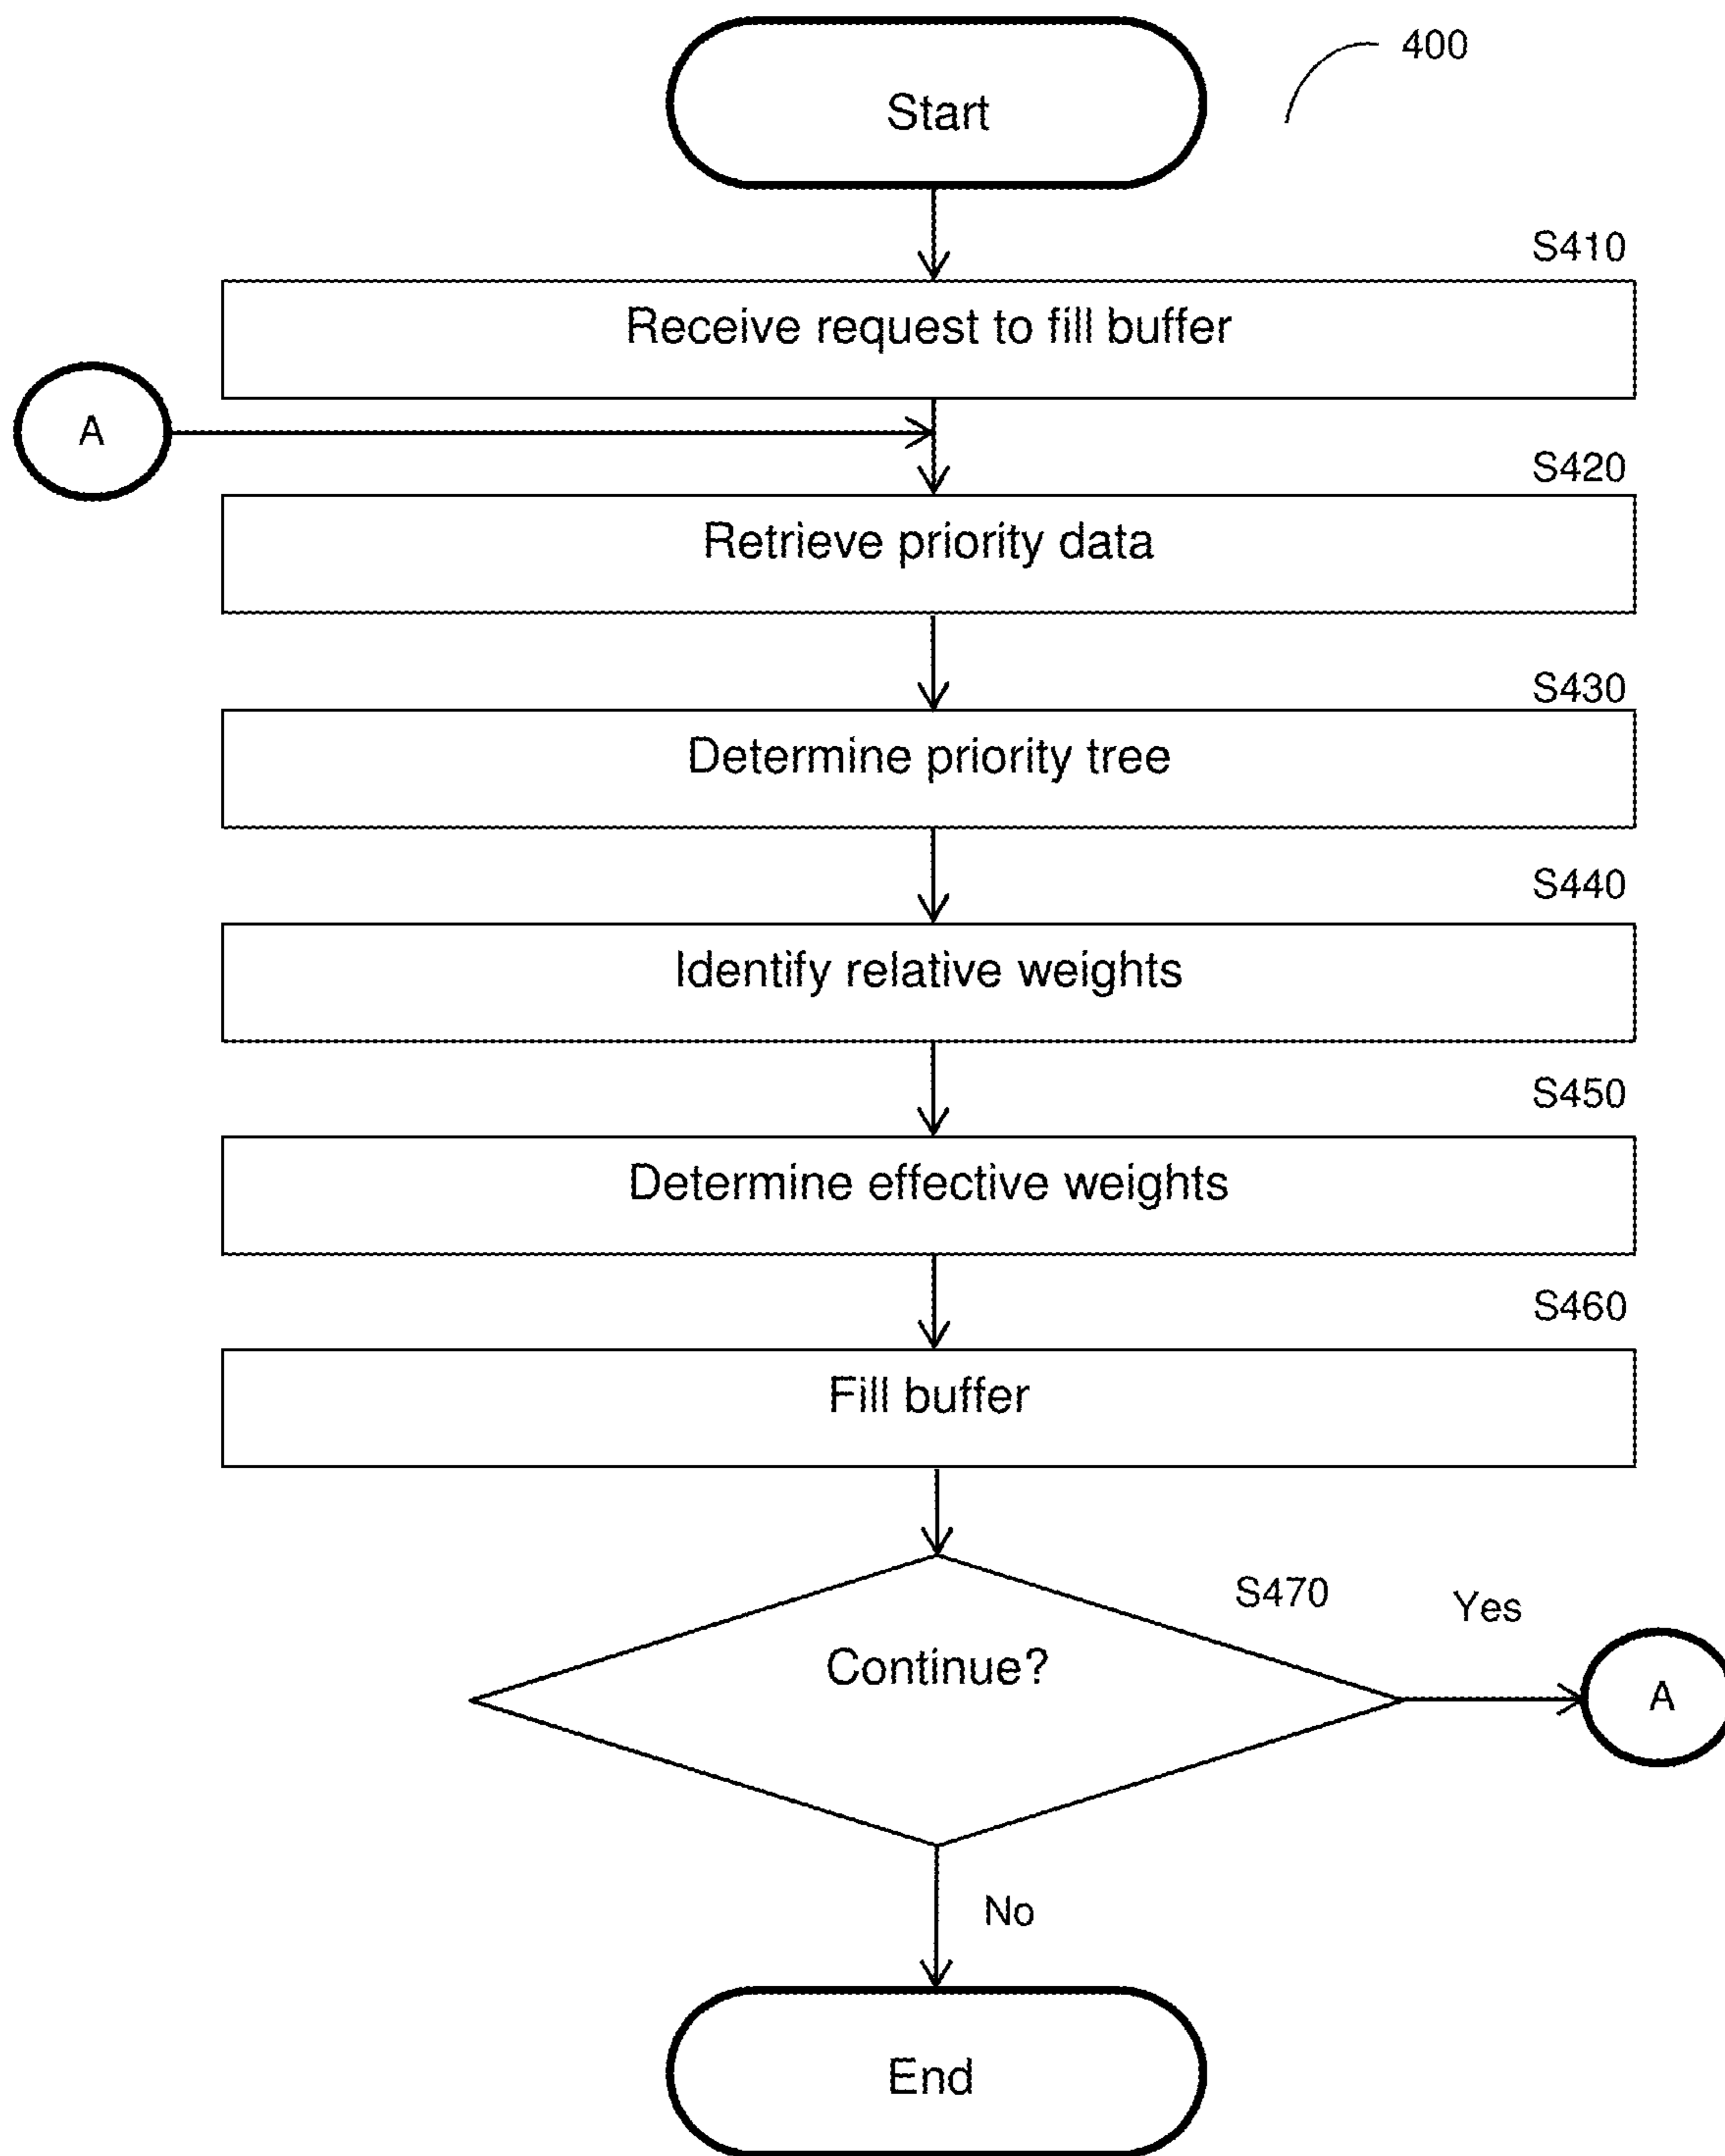 400
Start
S410
Receive request to fill buffer
A
S420
Retrieve priority data
S430
Determine priority tree
S440
Identify relative weights
S450
Determine effective weights
S460
Fill buffer
S470
Yes
Continue?
A
No
End